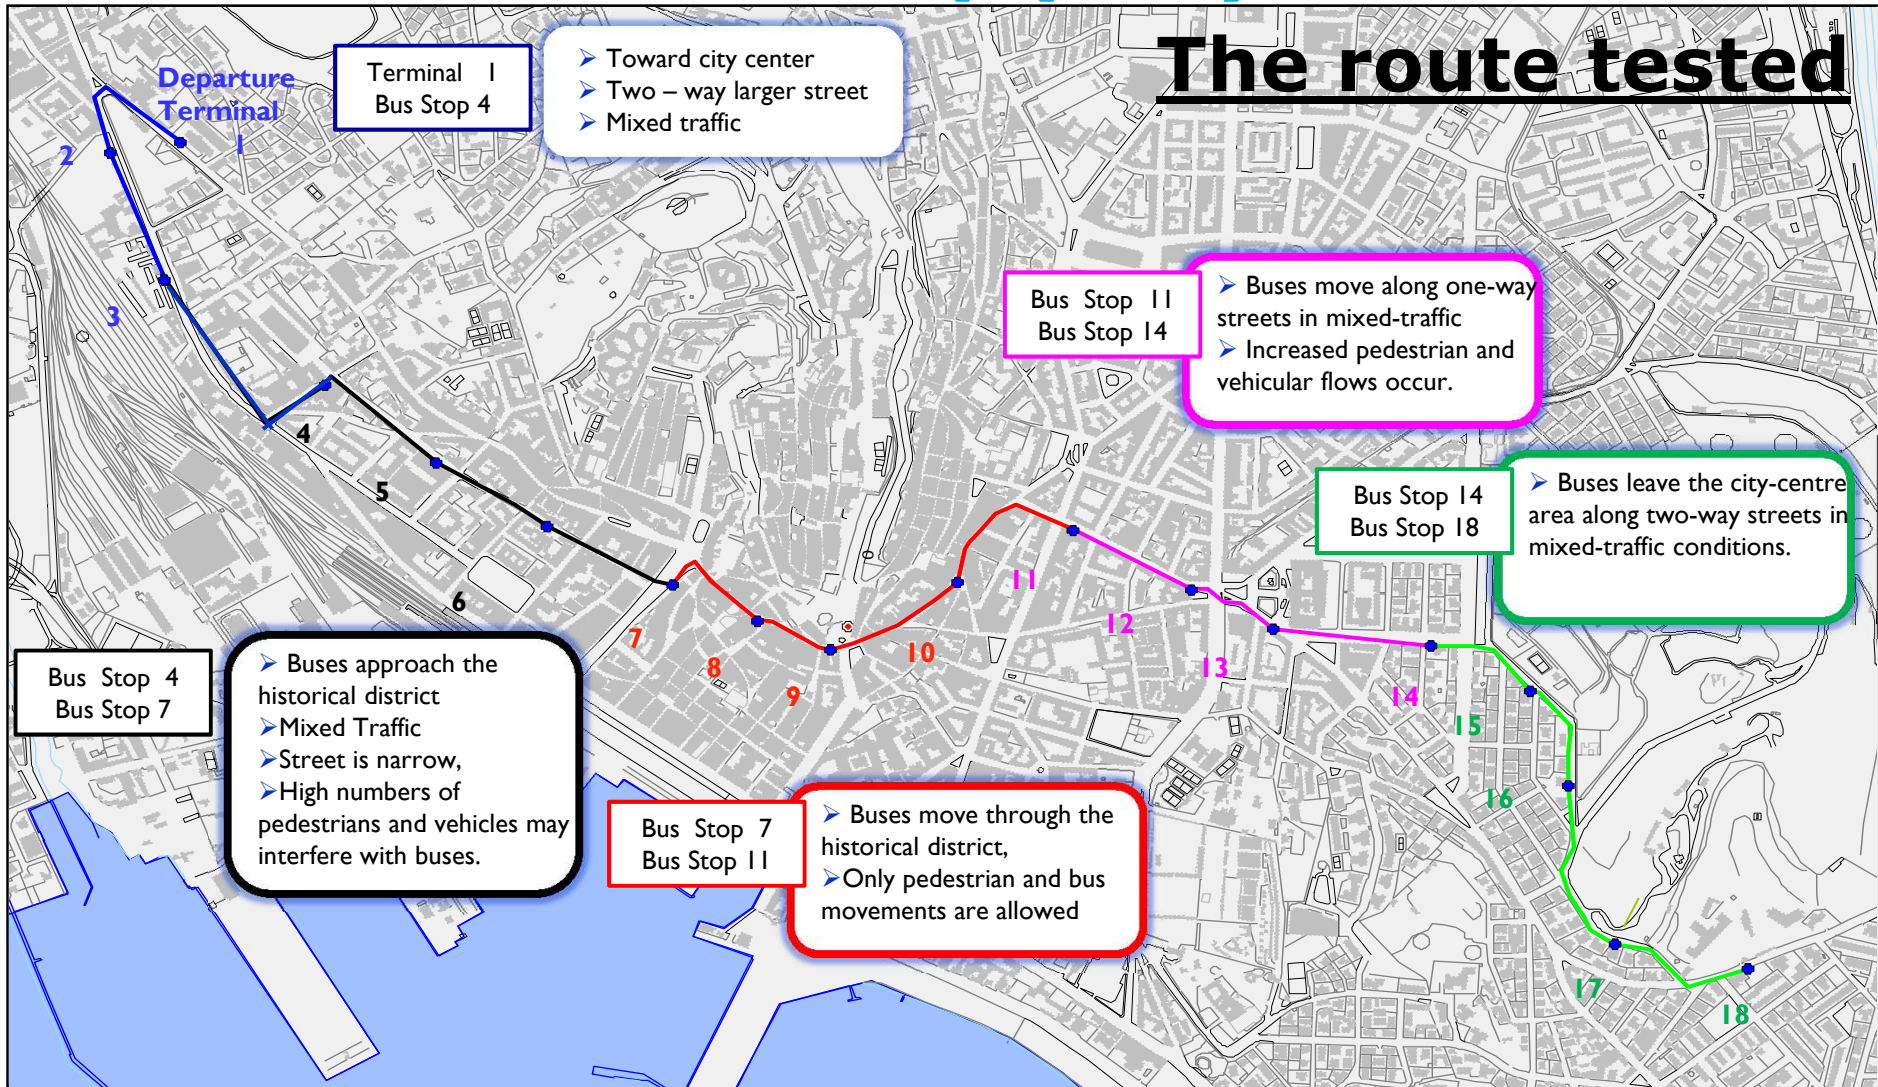 The route tested
Departure
Terminal
1
Terminal 1
Bus Stop 4
➢ Toward city center
➢ Two – way larger street
➢ Mixed traffic
2
3
4
5
6
7
8
9
10
11
12
13
14
15
16
17
18
Bus Stop 11
Bus Stop 14
➢ Buses move along one-way
streets in mixed-traffic
➢ Increased pedestrian and
vehicular flows occur.
Bus Stop 14
Bus Stop 18
➢ Buses leave the city-centre
area along two-way streets in
mixed-traffic conditions.
Bus Stop 4
Bus Stop 7
➢ Buses approach the
historical district
➢Mixed Traffic
➢Street is narrow,
➢High numbers of
pedestrians and vehicles may
interfere with buses.
Bus Stop 7
Bus Stop 11
➢ Buses move through the
historical district,
➢Only pedestrian and bus
movements are allowed